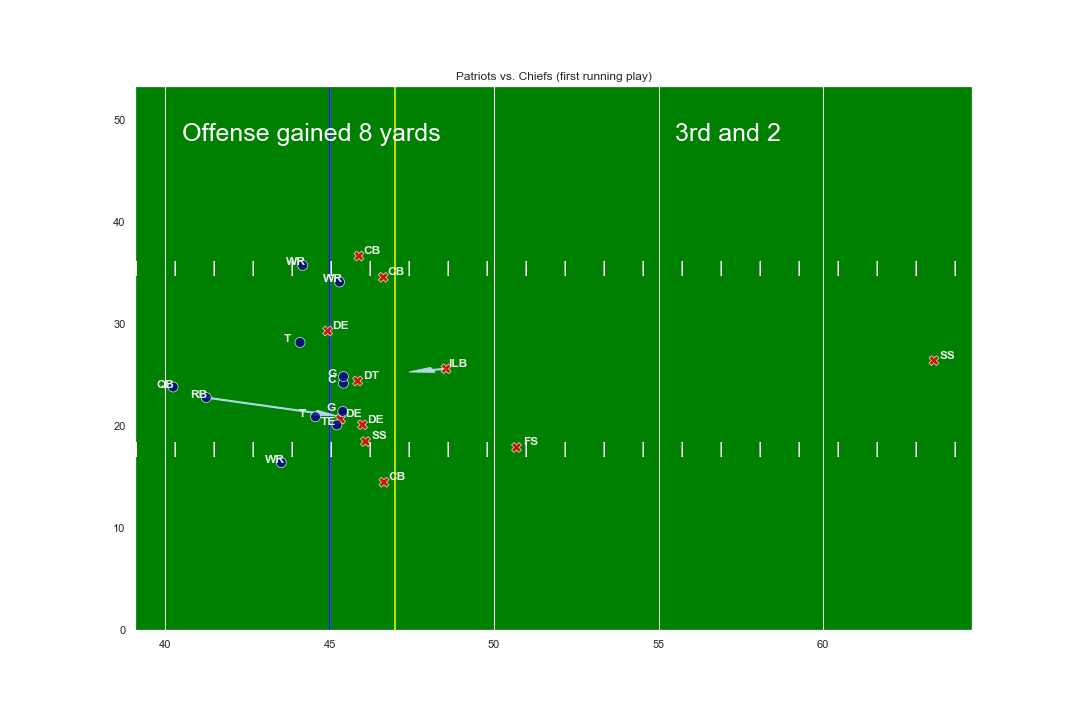 Patriots vs. Chiefs (first running play)
50
Offense gained 8 yards
3rd and 2
40
CB
WR
CB
WR
30
DE
T
ILB
SS
G
DT
C
QB
RB
G
DE
T
DE
TE
20
SS
FS
WR
CB
10
0
40
45
50
55
60